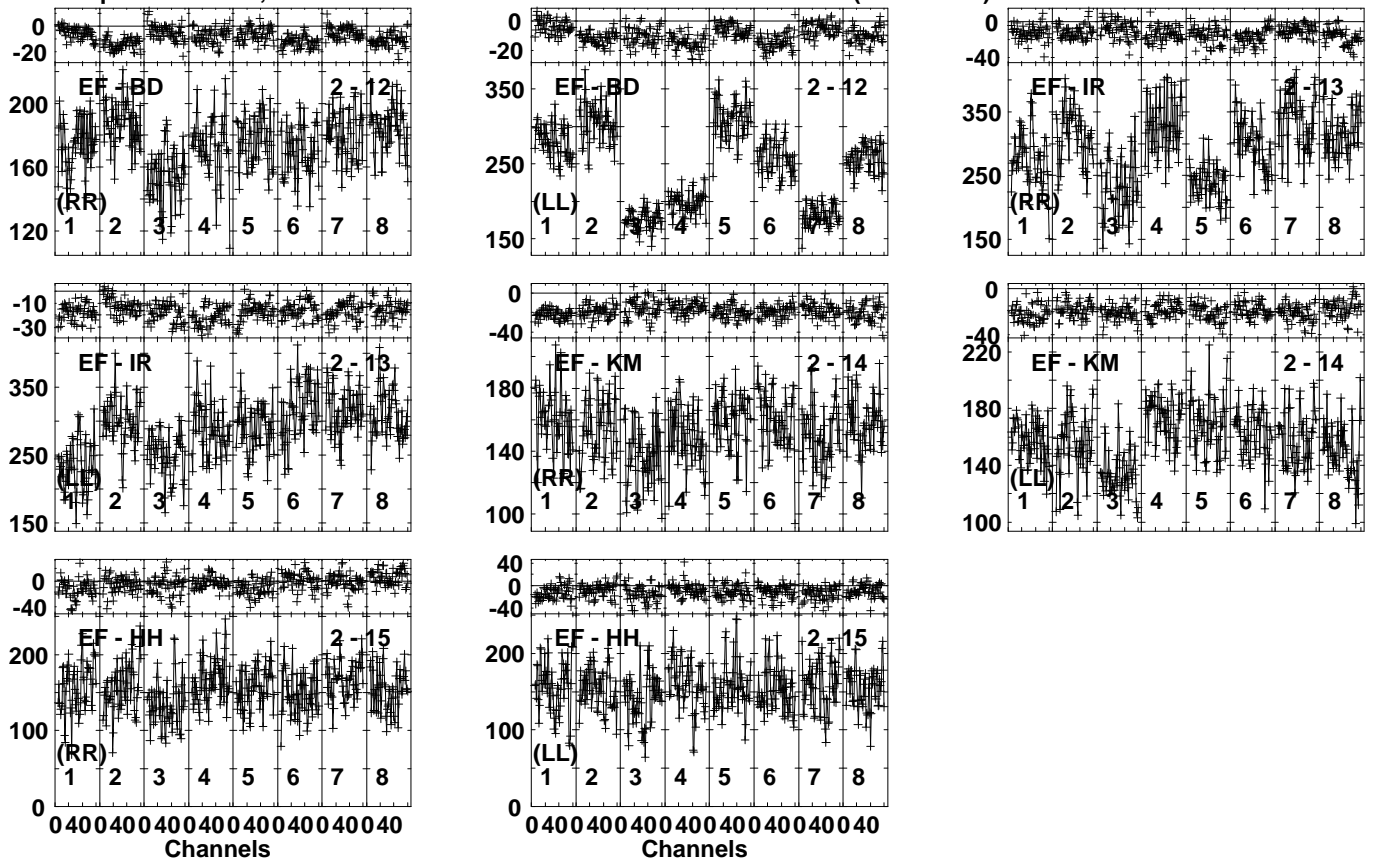 0
-20
EF - BD 2 - 12
200
160
120
(RR)
1 2 3 4 5 6 7 8
0
-20
EF - BD 2 - 12
350
250
150
(LL)
1 2 3 4 5 6 7 8
0
-40
EF - IR 2 - 13
350
250
150
(RR)
1 2 3 4 5 6 7 8
-10
-30
EF - IR 2 - 13
350
250
150
(LL)
1 2 3 4 5 6 7 8
0
-40
EF - KM 2 - 14
180
140
100
(RR)
1 2 3 4 5 6 7 8
0
-40
EF - KM 2 - 14
220
180
140
100
(LL)
1 2 3 4 5 6 7 8
0
-40
EF - HH 2 - 15
200
100
0
(RR)
1 2 3 4 5 6 7 8
0 40 0 40 0 40 0 40 0 40 0 40 0 40 0 40
Channels
40
0
-40
EF - HH 2 - 15
200
100
0
(LL)
1 2 3 4 5 6 7 8
0 40 0 40 0 40 0 40 0 40 0 40 0 40 0 40
Channels